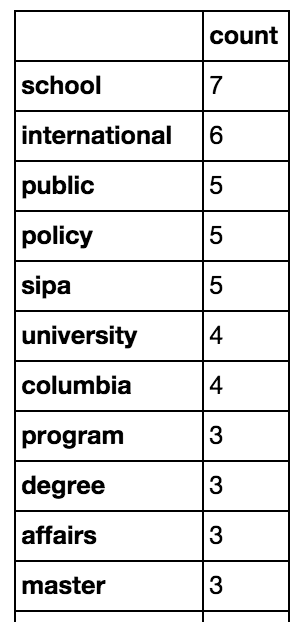 count
school 7
international 6
public 5
policy 5
sipa 5
university 4
columbia 4
program 3
degree 3
affairs 3
master 3